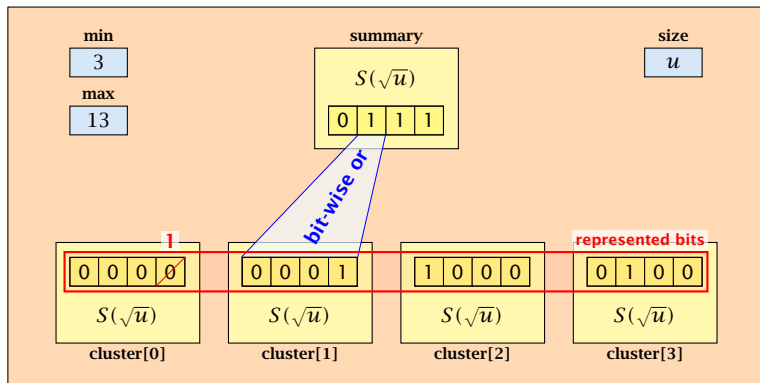 min summary size
3 S(√u) u
max
13 0 1 1 1
bit-wise or
1 represented bits
0 0 0 0 0 0 0 1 1 0 0 0 0 1 0 0
S(√u) S(√u) S(√u) S(√u)
cluster[0] cluster[1] cluster[2] cluster[3]